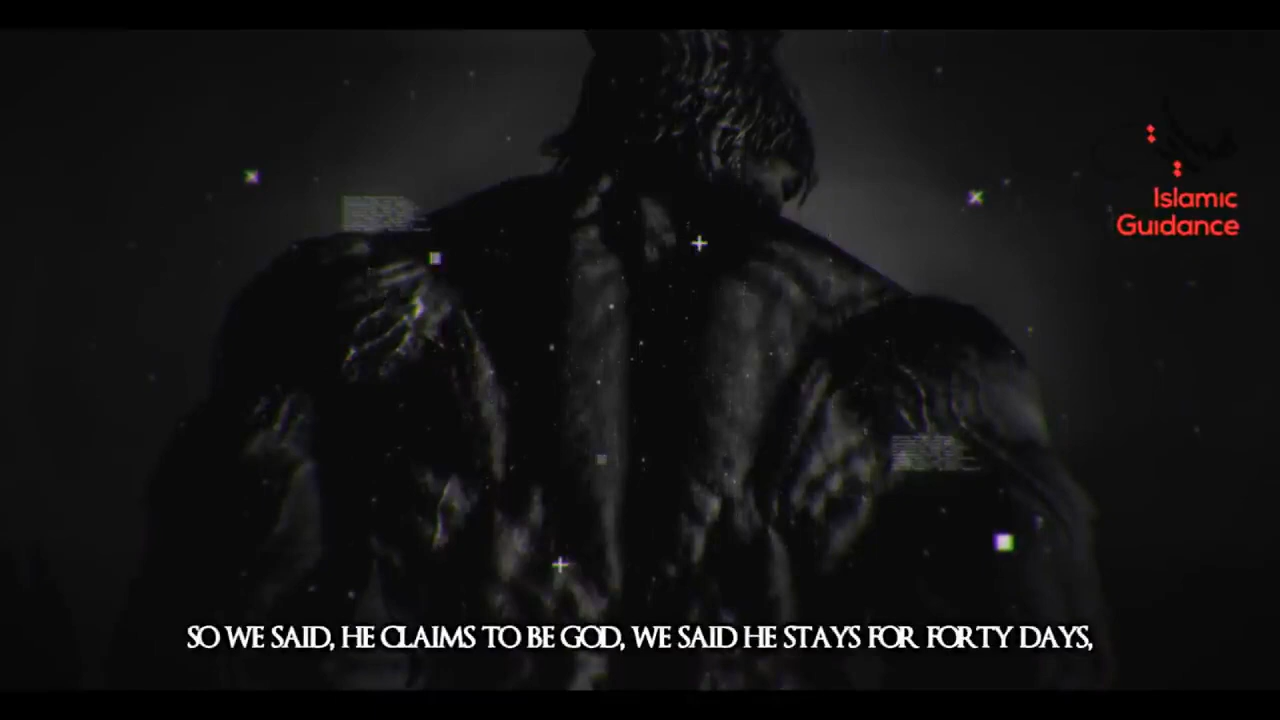 Islamic
Guidance
SO WE SAID, HE CLAIMS TO BE GOD, WE SAID HE STAYS FOR FORTY DAYS,